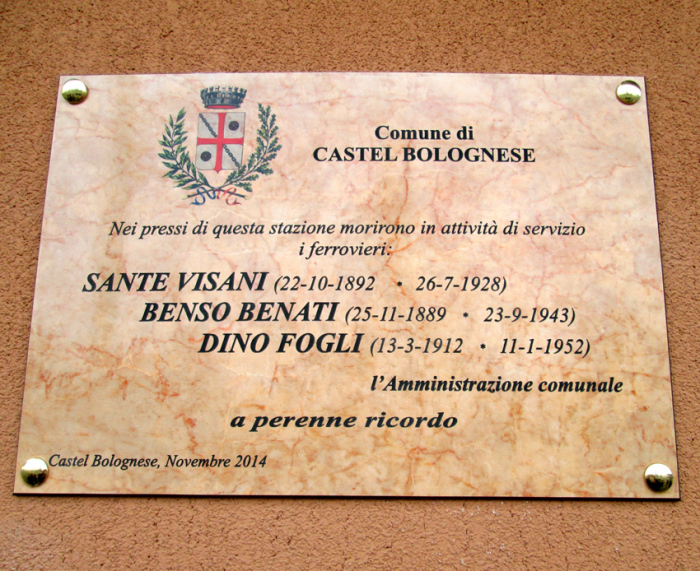 Comune di
CASTEL BOLOGNESE
Nei pressi di questa stazione morirono in attività di servizio
i ferrovieri:
SANTE VISANI (22-10-1892 • 26-7-1928)
BENSO BENATI (25-11-1889 • 23-9-1943)
DINO FOGLI (13-3-1912 • 11-1-1952)
l'Amministrazione comunale
a perenne ricordo
Castel Bolognese, Novembre 2014